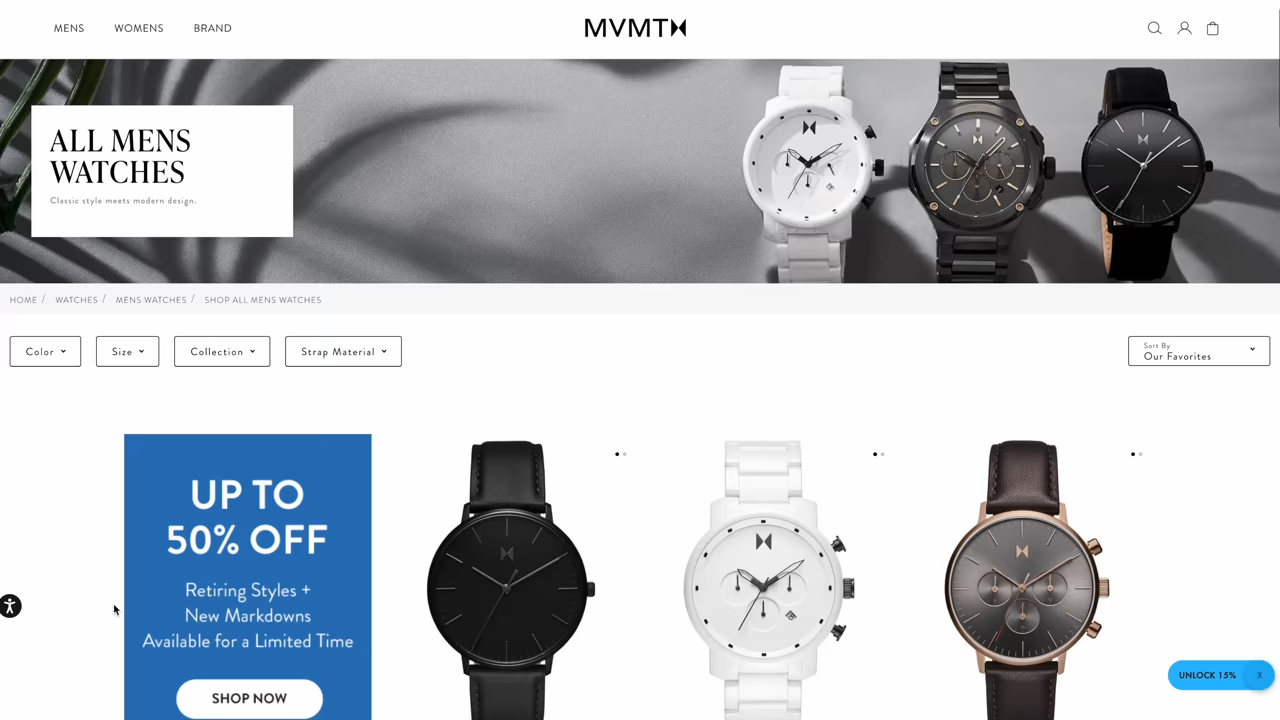 MENS
WOMENS
BRAND
MVMT
ALL MENS
WATCHES
Classic style meets modern design.
HOME / WATCHES / MENS WATCHES / SHOP ALL MENS WATCHES
Color
Size
Collection
Strap Material
Sort By
Our Favorites
UP TO
50% OFF
Retiring Styles +
New Markdowns
Available for a Limited Time
SHOP NOW
UNLOCK 15% X